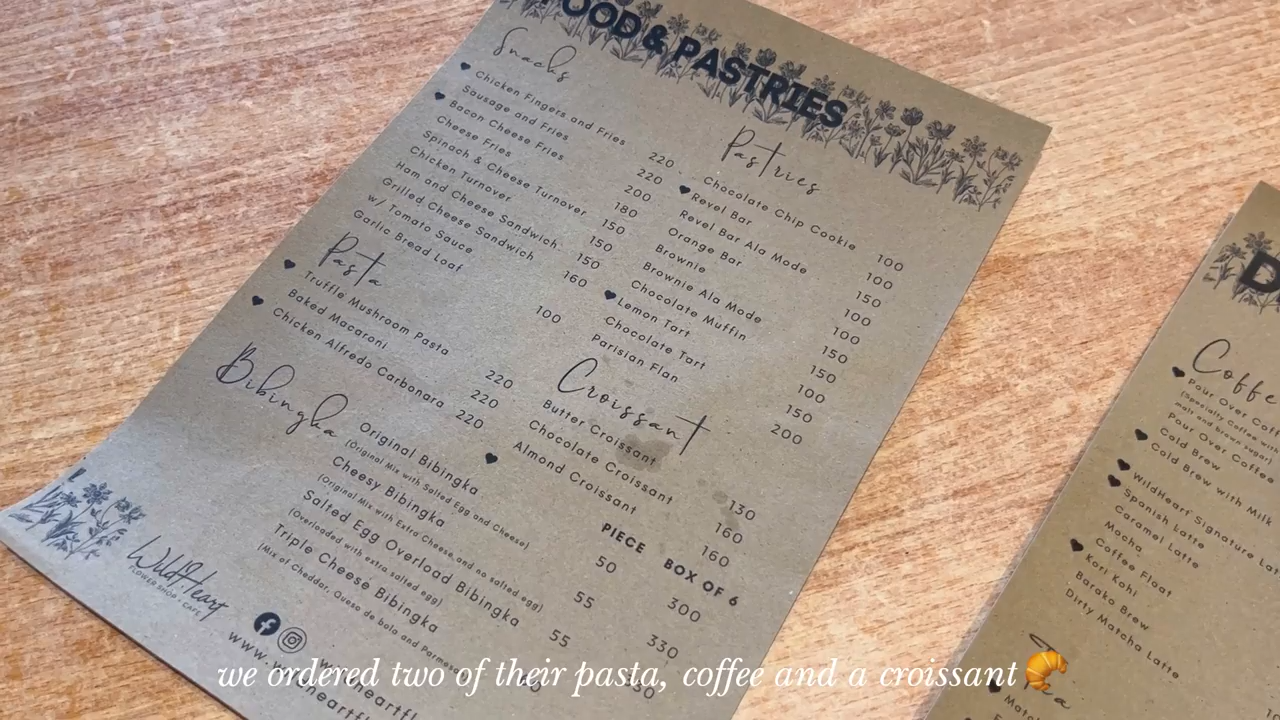 FOOD & PASTRIES
Snacks
Chicken Fingers and Fries 220
Sausage and Fries 220
Bacon Cheese Fries 200
Cheese Fries 180
Spinach & Cheese Turnover 150
Chicken Turnover 150
Ham and Cheese Sandwich 150
Grilled Cheese Sandwich 160
w/ Tomato Sauce
Garlic Bread Loaf 100
Pasta
Truffle Mushroom Pasta 220
Baked Macaroni 220
Chicken Alfredo Carbonara 220
Pastries
Chocolate Chip Cookie 100
Revel Bar 100
Revel Bar Ala Mode 150
Orange Bar 100
Brownie 100
Brownie Ala Mode 150
Chocolate Muffin 150
Lemon Tart 100
Chocolate Tart 150
Parisian Flan 200
Croissant
Butter Croissant 130
Chocolate Croissant 160
Almond Croissant 160
Bibingka
PIECE BOX OF 6
Original Bibingka 50 300
(Original Mix with Salted Egg and Cheese)
Cheesy Bibingka 55 330
(Original Mix with Extra Cheese and no salted egg)
Salted Egg Overload Bibingka 55
(Overloaded with extra salted egg)
Triple Cheese Bibingka
(Mix of Cheddar, Queso de bola and Parmesan
WildHeart
FLOWER SHOP + CAFE
D
Coffe
Pour Over Coff
(Specialty Coffee with
malt and brown sugar)
Pour Over Coffee
Cold Brew
Cold Brew with Milk
WildHeart Signature Lat
Spanish Latte
Caramel Latte
Mocha
Coffee Float
Kori Kohi
Barako Brew
Dirty Matcha Latte
we ordered two of their pasta, coffee and a croissant 🥐